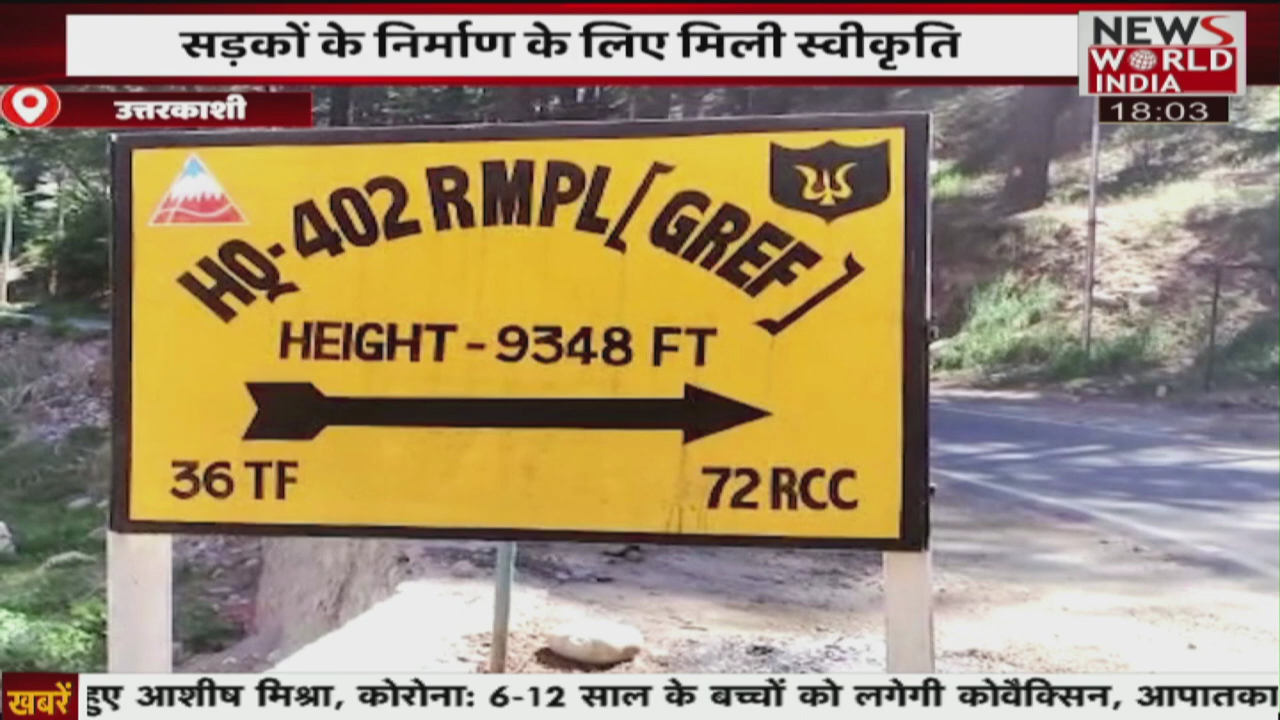 सड़कों के निर्माण के लिए मिली स्वीकृति
NEWS
WORLD
INDIA
18:03
उत्तरकाशी
HQ-402 RMPL [GREF]
HEIGHT - 9348 FT
36 TF
72 RCC
खबरें
हुए आशीष मिश्रा, कोरोना: 6-12 साल के बच्चों को लगेगी कोवैक्सिन, आपातका